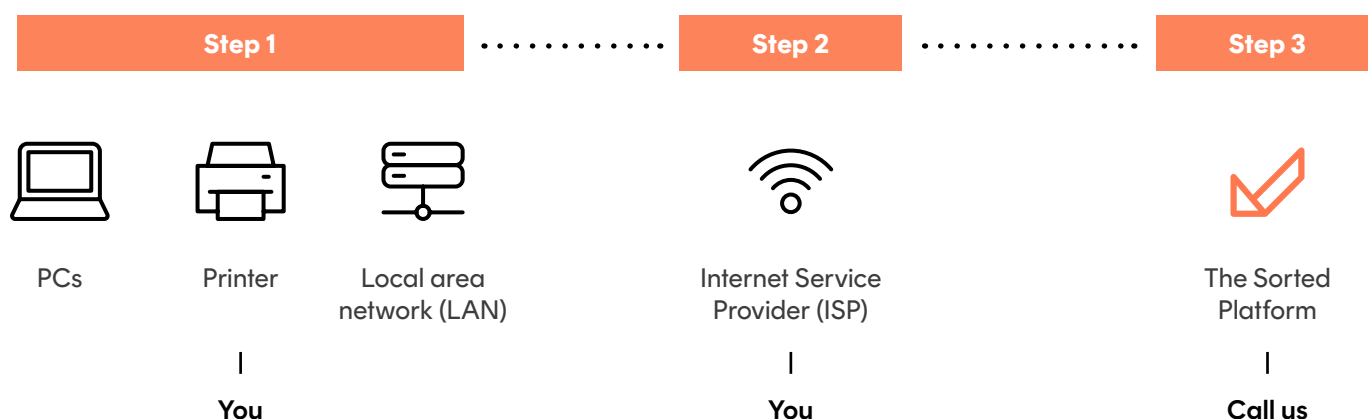 Step 1
Step 2
Step 3
PCs
Printer
Local area
network (LAN)
Internet Service
Provider (ISP)
The Sorted
Platform
You
You
Call us